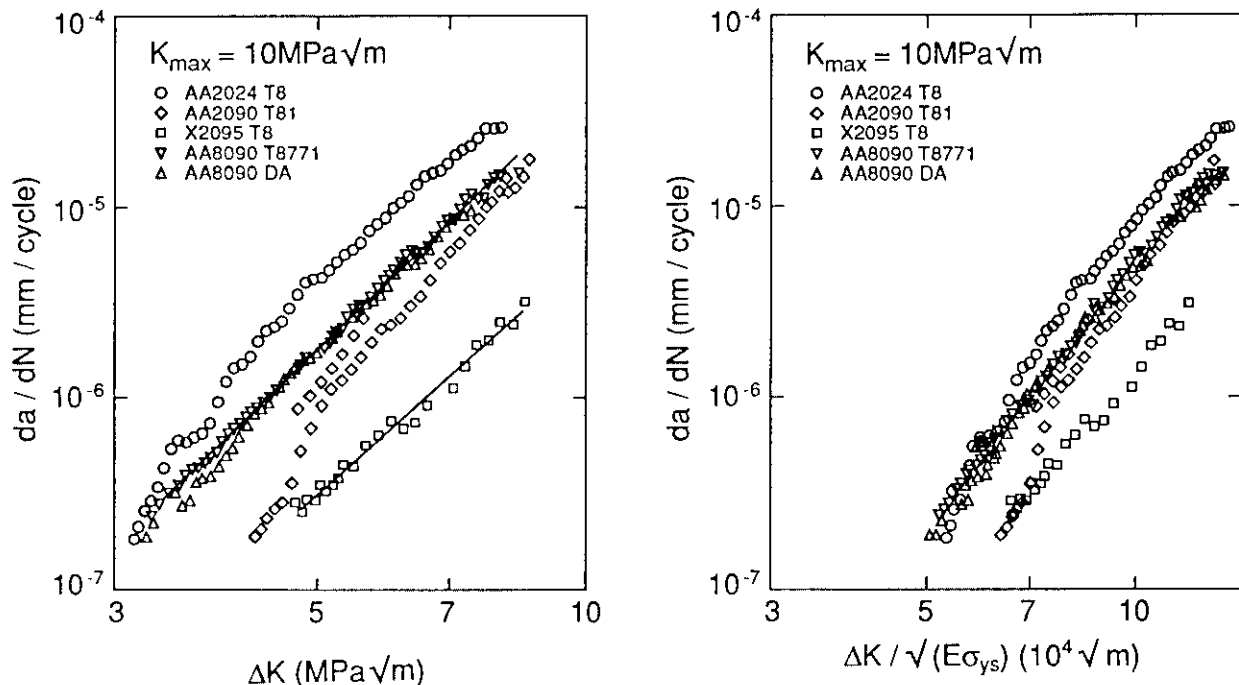 10⁻⁴
K_max = 10MPa√m
○ AA2024 T8
◇ AA2090 T81
□ X2095 T8
▽ AA8090 T8771
△ AA8090 DA
10⁻⁵
da / dN (mm / cycle)
10⁻⁶
10⁻⁷
3 5 7 10
ΔK (MPa√m)
10⁻⁴
K_max = 10MPa√m
○ AA2024 T8
◇ AA2090 T81
□ X2095 T8
▽ AA8090 T8771
△ AA8090 DA
10⁻⁵
da / dN (mm / cycle)
10⁻⁶
10⁻⁷
3 5 7 10
ΔK / √(Eσ_ys) (10⁴ √m)